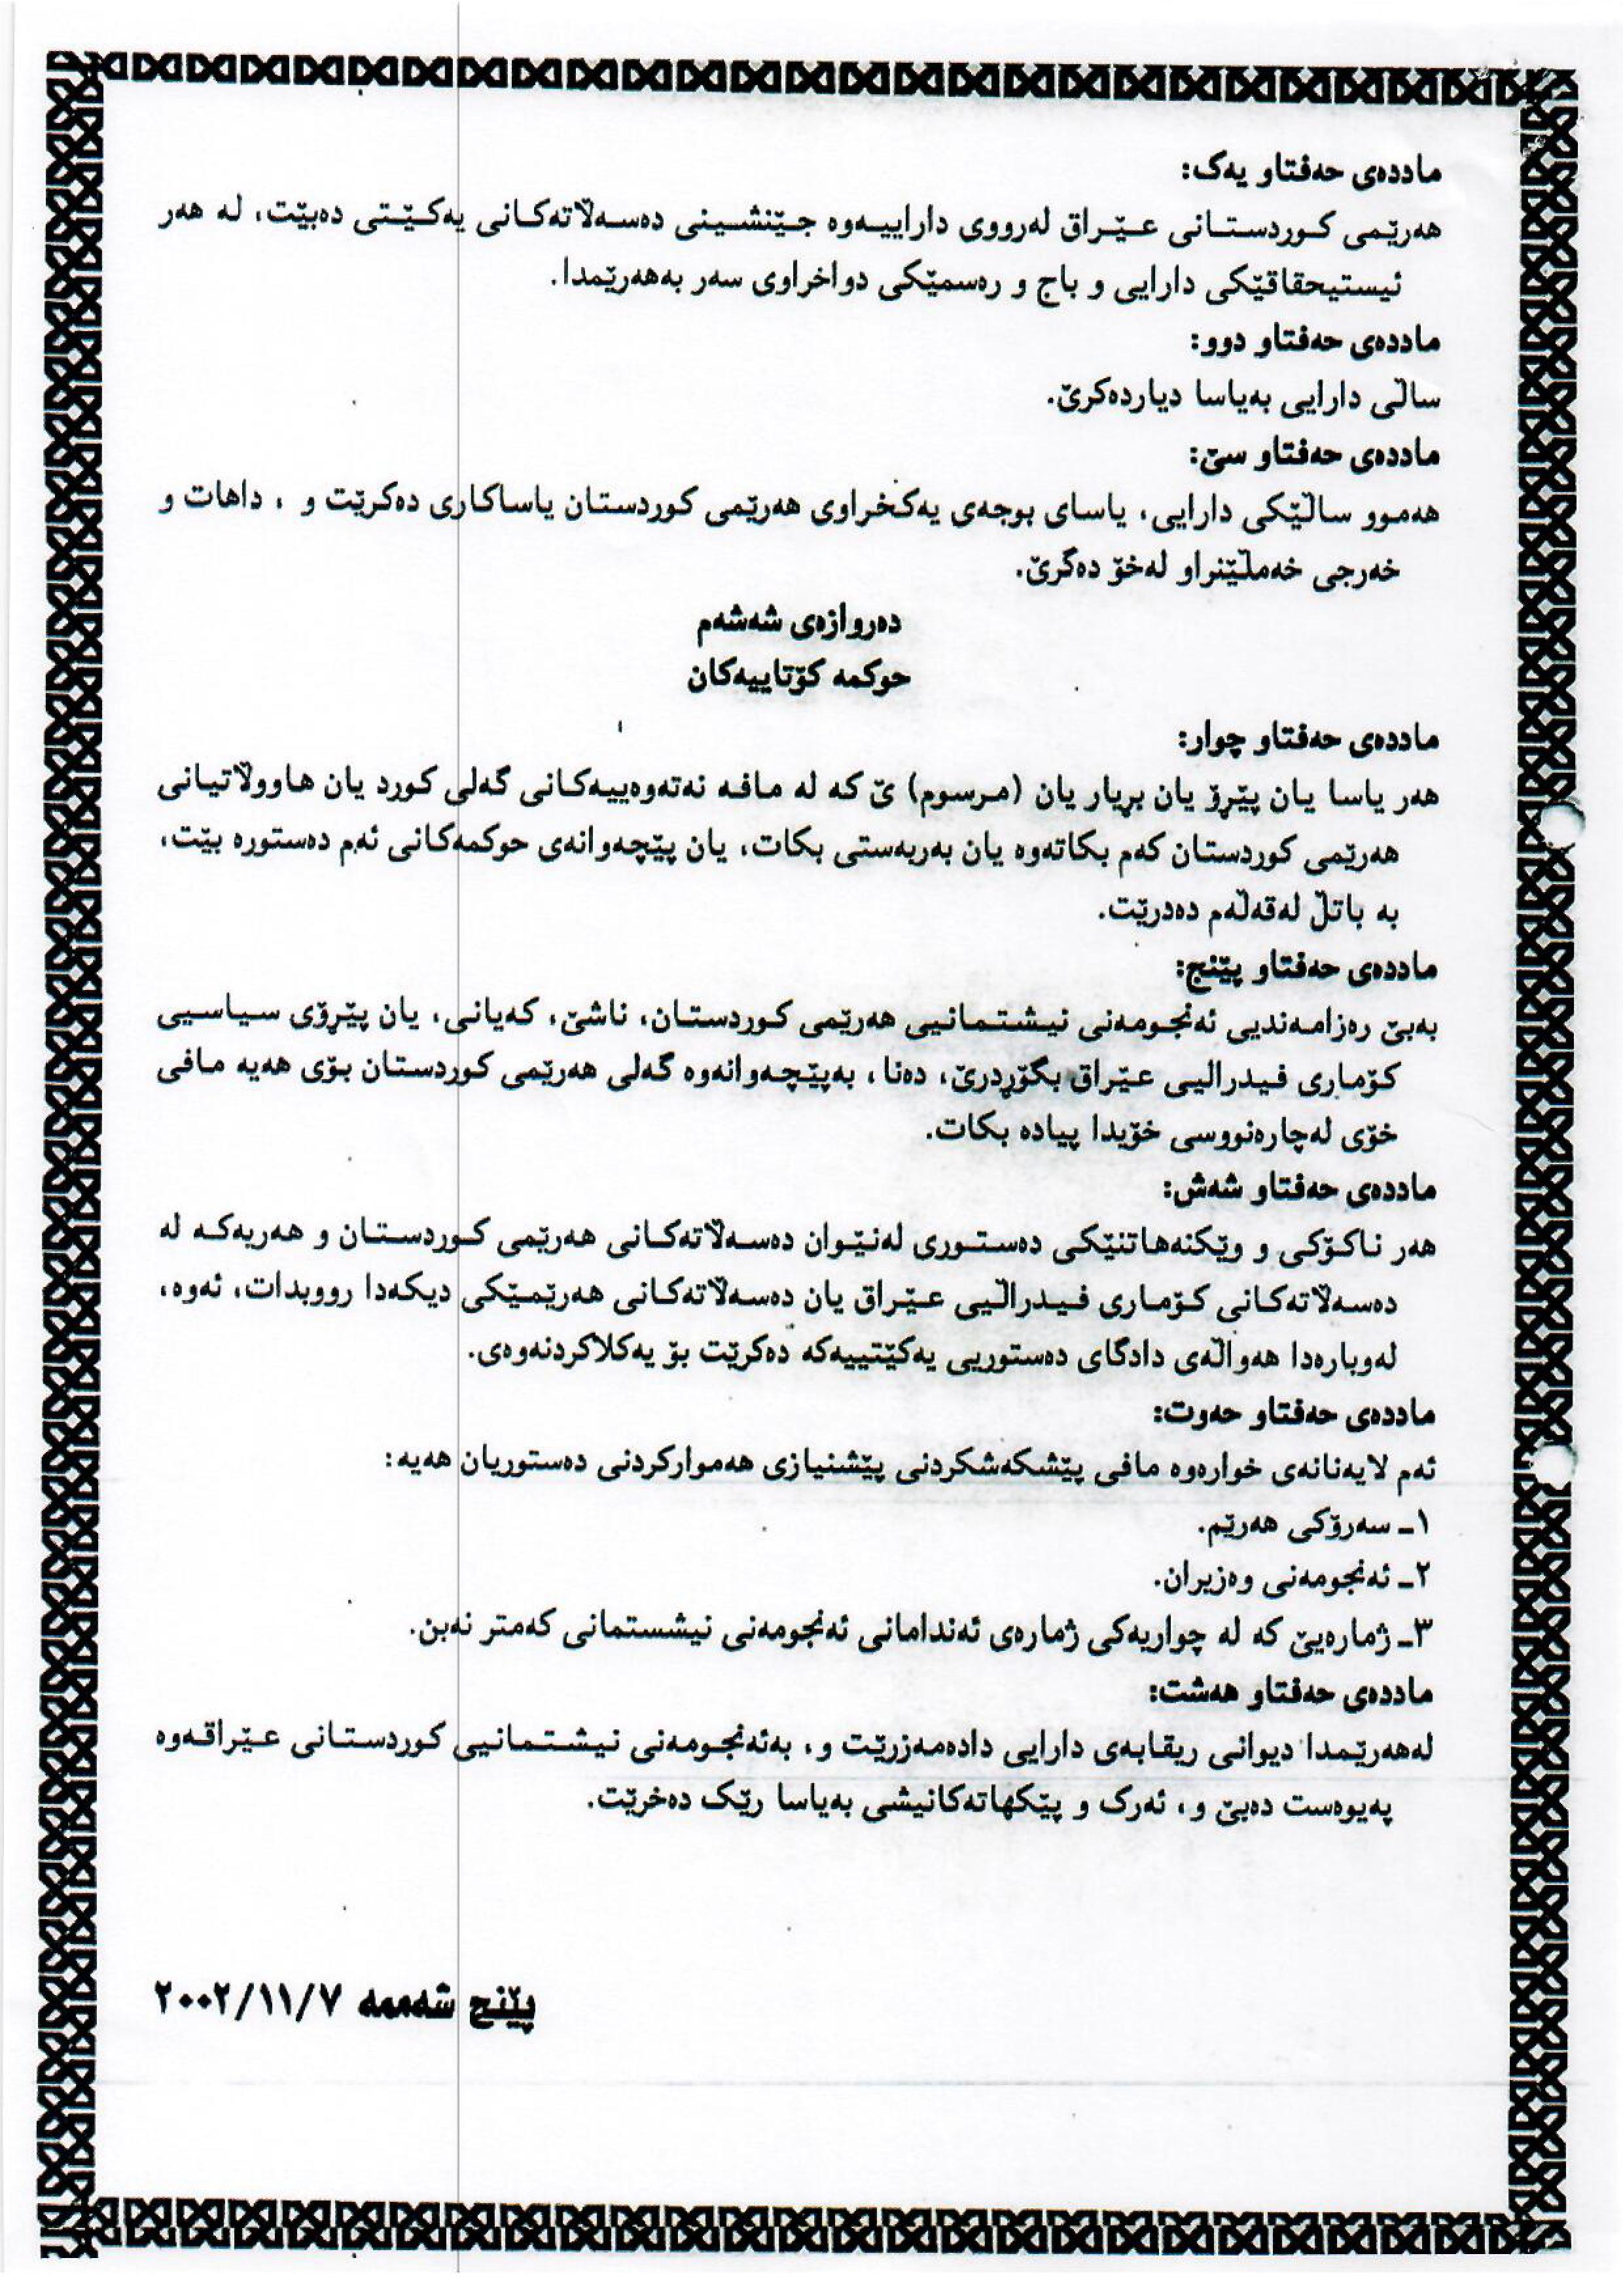 ماددەی حەفتاو یەک:
هەرێمی کوردستانی عێراق لەرووی داراییەوە جێنشینی دەسەڵاتەکانی یەکێتی دەبێت، لە هەر
ئیستیحقاقێکی دارایی و باج و رەسمێکی دواخراوی سەر بەهەرێمدا.
ماددەی حەفتاو دوو:
ساڵی دارایی بەیاسا دیاردەکرێ.
ماددەی حەفتاو سێ:
هەموو ساڵێکی دارایی، یاسای بوجەی یەکخراوی هەرێمی کوردستان یاساکاری دەکرێت و ، داهات و
خەرجی خەملێنراو لەخۆ دەگرێ.
دەروازەی شەشەم
حوکمە کۆتاییەکان
ماددەی حەفتاو چوار:
هەر یاسا یان پێڕۆ یان بڕیار یان (مرسوم) ێ کە لە مافە نەتەوەییەکانی گەلی کورد یان هاووڵاتیانی
هەرێمی کوردستان کەم بکاتەوە یان بەربەستی بکات، یان پێچەوانەی حوکمەکانی ئەم دەستورە بێت،
بە باتڵ لەقەڵەم دەدرێت.
ماددەی حەفتاو پێنج:
بەبێ رەزامەندیی ئەنجومەنی نیشتمانیی هەرێمی کوردستان، ناشێ، کەیانی، یان پێڕۆی سیاسیی
کۆماری فیدرالیی عێراق بگۆڕدرێ، دەنا، بەپێچەوانەوە گەلی هەرێمی کوردستان بۆی هەیە مافی
خۆی لەچارەنووسی خۆیدا پیادە بکات.
ماددەی حەفتاو شەش:
هەر ناکۆکی و وێکنەهاتنێکی دەستوری لەنێوان دەسەڵاتەکانی هەرێمی کوردستان و هەریەکە لە
دەسەڵاتەکانی کۆماری فیدراڵیی عێراق یان دەسەڵاتەکانی هەرێمێکی دیکەدا رووبدات، ئەوە،
لەوبارەدا هەواڵەی دادگای دەستوریی یەکێتییەکە دەکرێت بۆ یەکلاکردنەوەی.
ماددەی حەفتاو حەوت:
ئەم لایەنانەی خوارەوە مافی پێشکەشکردنی پێشنیازی هەموارکردنی دەستوریان هەیە:
١ـ سەرۆکی هەرێم.
٢ـ ئەنجومەنی وەزیران.
٣ـ ژمارەیێ کە لە چواریەکی ژمارەی ئەندامانی ئەنجومەنی نیشستمانی کەمتر نەبن.
ماددەی حەفتاو هەشت:
لەهەرێمدا دیوانی ریقابەی دارایی دادەمەزرێت و، بەئەنجومەنی نیشتمانیی کوردستانی عێراقەوە
پەیوەست دەبێ و، ئەرک و پێکهاتەکانیشی بەیاسا رێک دەخرێت.
پێنج شەممە ٢٠٠٢/١١/٧